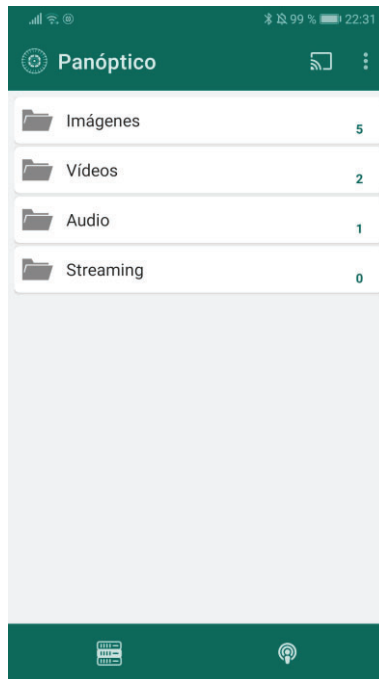 99 % 22:31
Panóptico
Imágenes
5
Vídeos
2
Audio
1
Streaming
0